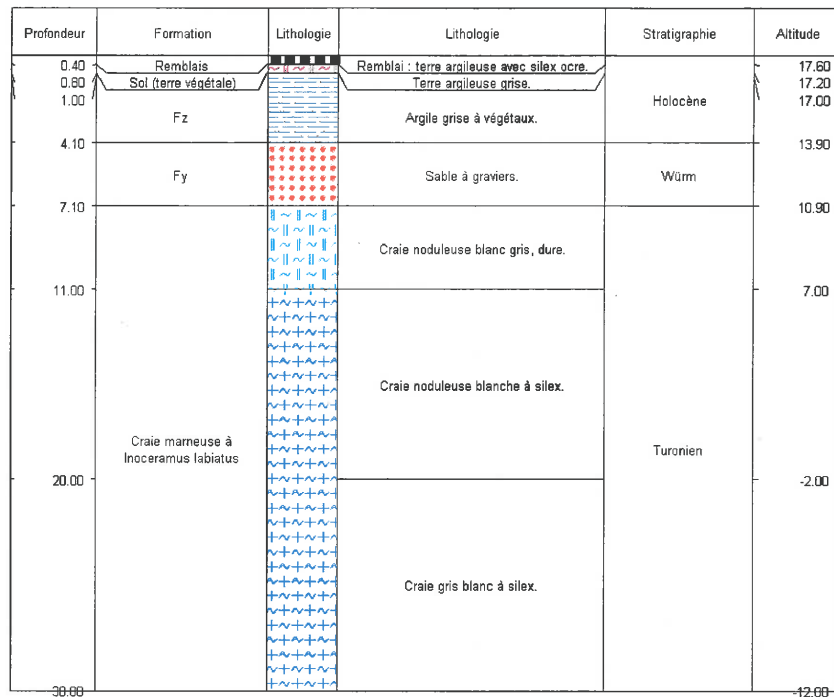 Profondeur Formation Lithologie Lithologie Stratigraphie Altitude
0.40 Remblais Remblai : terre argileuse avec silex ocre. 17.60
0.80 Sol (terre végétale) Terre argileuse grise. 17.20
1.00 17.00
Holocène
Fz Argile grise à végétaux.
4.10 13.90
Fy Sable à graviers. Würm
7.10 10.90
Craie noduleuse blanc gris, dure.
11.00 7.00
Craie noduleuse blanche à silex.
Craie marneuse à
Inoceramus labiatus
Turonien
20.00 -2.00
Craie gris blanc à silex.
30.00 -12.00